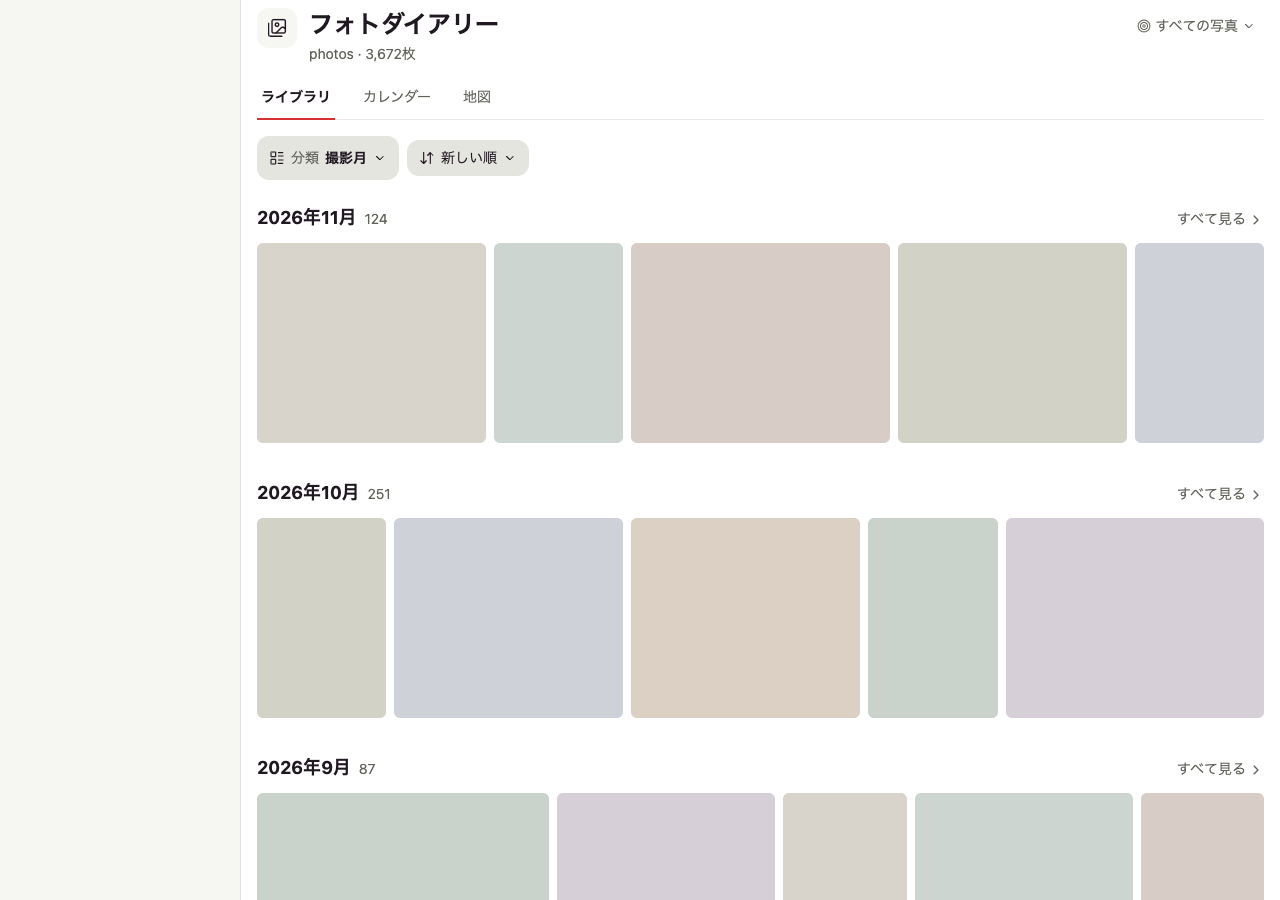 フォトダイアリー
photos · 3,672枚
すべての写真
ライブラリ カレンダー 地図
分類 撮影月 新しい順
2026年11月 124 すべて見る
2026年10月 251 すべて見る
2026年9月 87 すべて見る